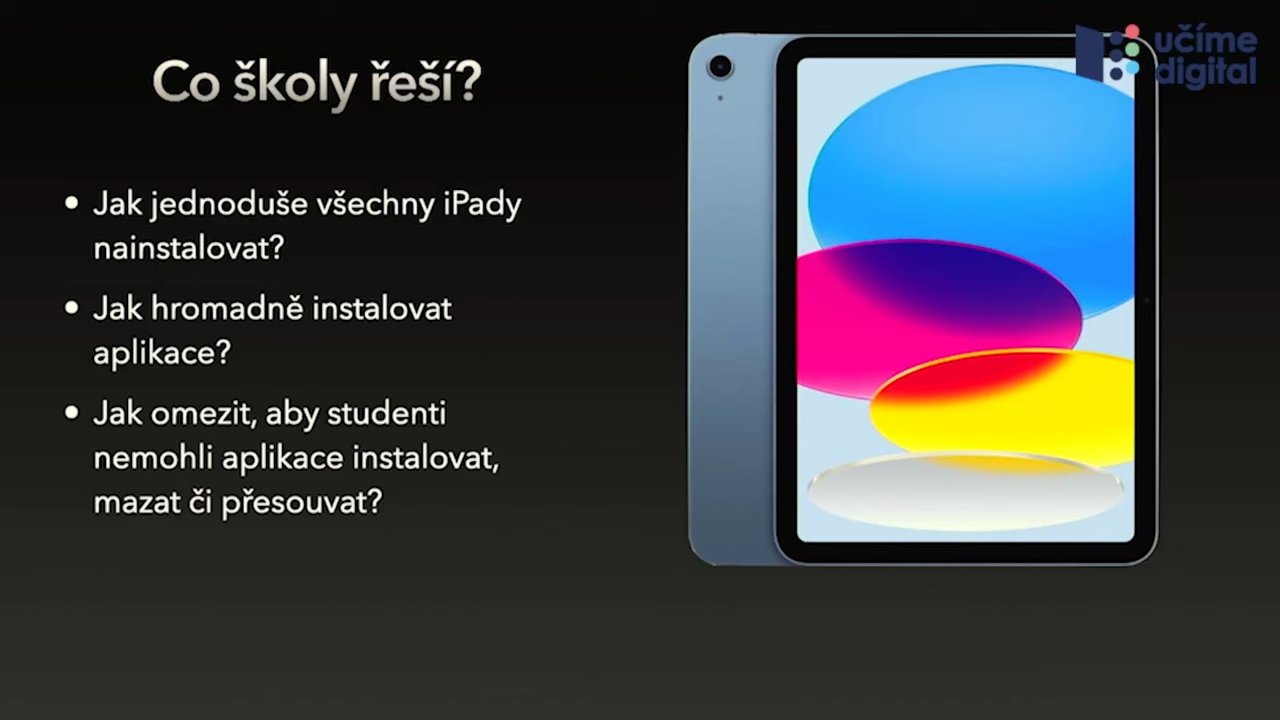 Co školy řeší?
• Jak jednoduše všechny iPady
nainstalovat?
• Jak hromadně instalovat
aplikace?
• Jak omezit, aby studenti
nemohli aplikace instalovat,
mazat či přesouvat?
učíme
digital